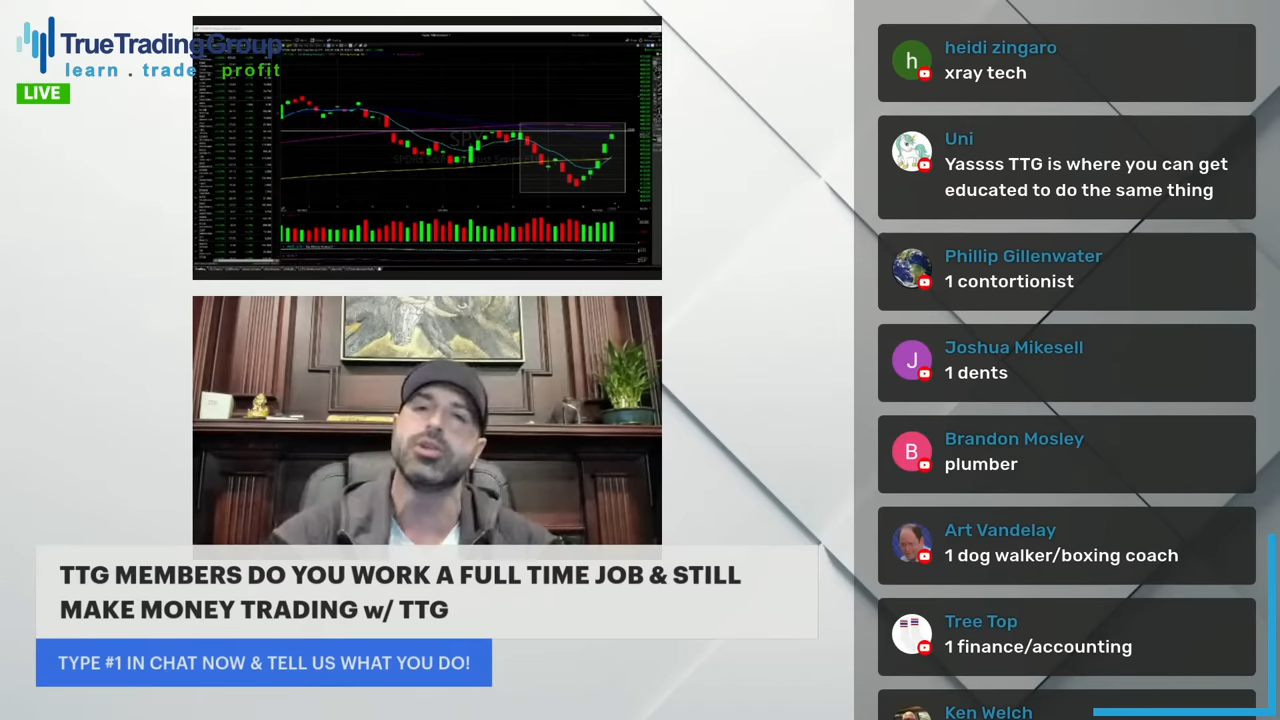 TrueTradingGroup
learn . trade . profit
LIVE
SPY
TTG MEMBERS DO YOU WORK A FULL TIME JOB & STILL
MAKE MONEY TRADING w/ TTG
TYPE #1 IN CHAT NOW & TELL US WHAT YOU DO!
h
heidi zingaro
xray tech
Uni
Yassss TTG is where you can get
educated to do the same thing
Phillip Gillenwater
1 contortionist
J
Joshua Mikesell
1 dents
B
Brandon Mosley
plumber
Art Vandelay
1 dog walker/boxing coach
Tree Top
1 finance/accounting
Ken Welch